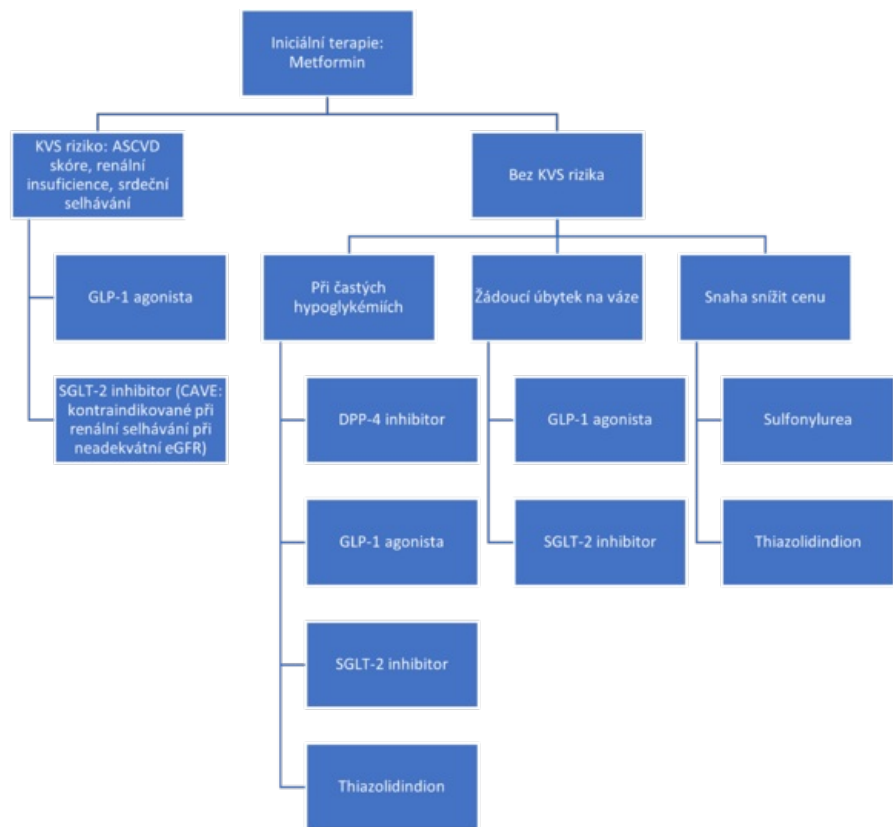 Iniciální terapie:
Metformin
KVS riziko: ASCVD
skóre, renální
insuficience, srdeční
selhávání
Bez KVS rizika
GLP-1 agonista
SGLT-2 inhibitor (CAVE:
kontraindikované při
renální selhávání při
neadekvátní eGFR)
Při častých
hypoglykémiích
DPP-4 inhibitor
GLP-1 agonista
SGLT-2 inhibitor
Thiazolidindion
Žádoucí úbytek na váze
GLP-1 agonista
SGLT-2 inhibitor
Snaha snížit cenu
Sulfonylurea
Thiazolidindion